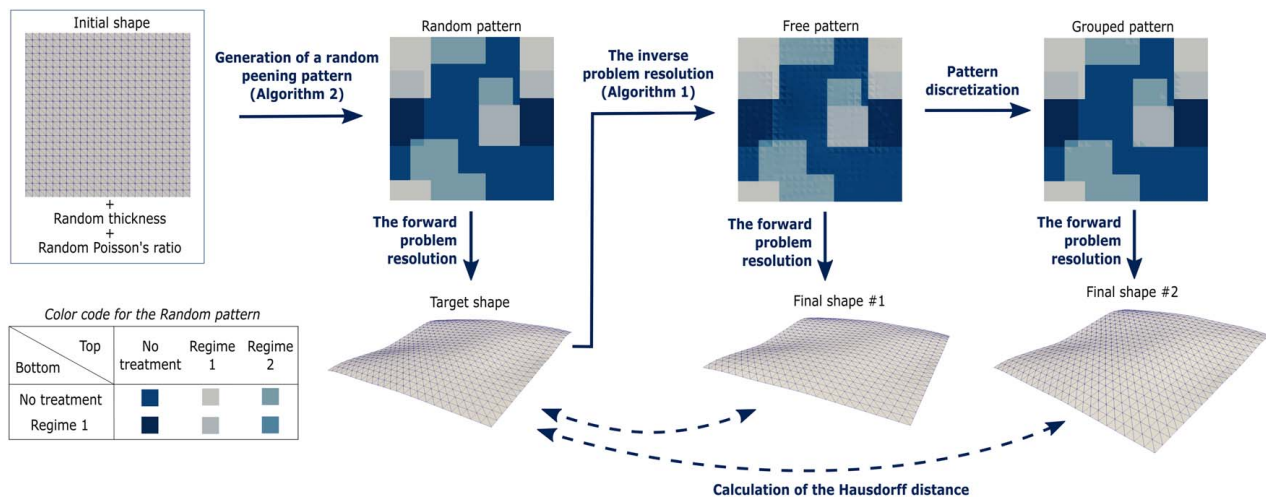 Initial shape
+
Random thickness
+
Random Poisson's ratio
Generation of a random
peening pattern
(Algorithm 2)
Random pattern
The inverse
problem resolution
(Algorithm 1)
Free pattern
Pattern
discretization
Grouped pattern
The forward
problem
resolution
The forward
problem
resolution
The forward
problem
resolution
Target shape
Final shape #1
Final shape #2
Color code for the Random pattern
Top
Bottom
No
treatment
Regime
1
Regime
2
No treatment
Regime 1
Calculation of the Hausdorff distance